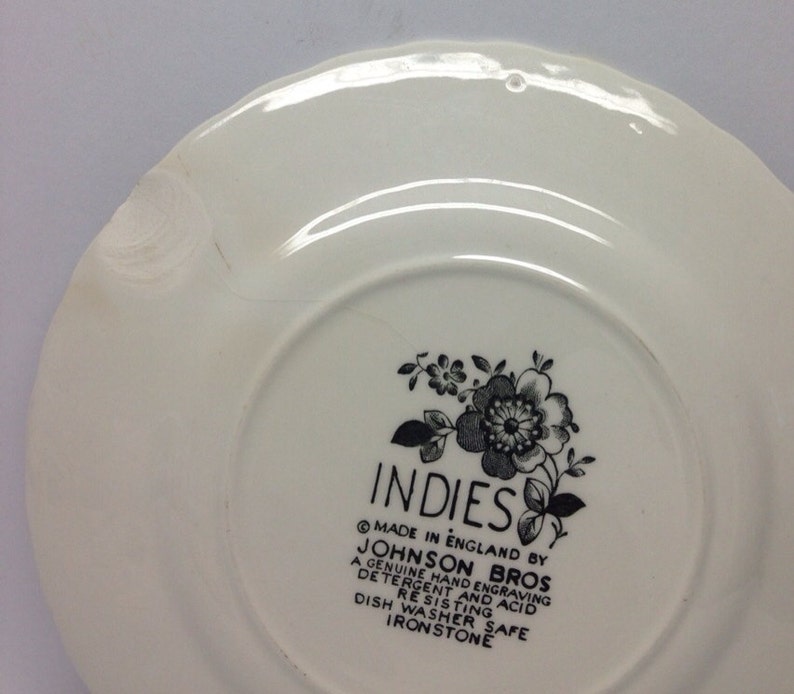 INDIES
© MADE IN ENGLAND BY
JOHNSON BROS
A GENUINE HAND ENGRAVING
DETERGENT AND ACID
RESISTING
DISH WASHER SAFE
IRONSTONE